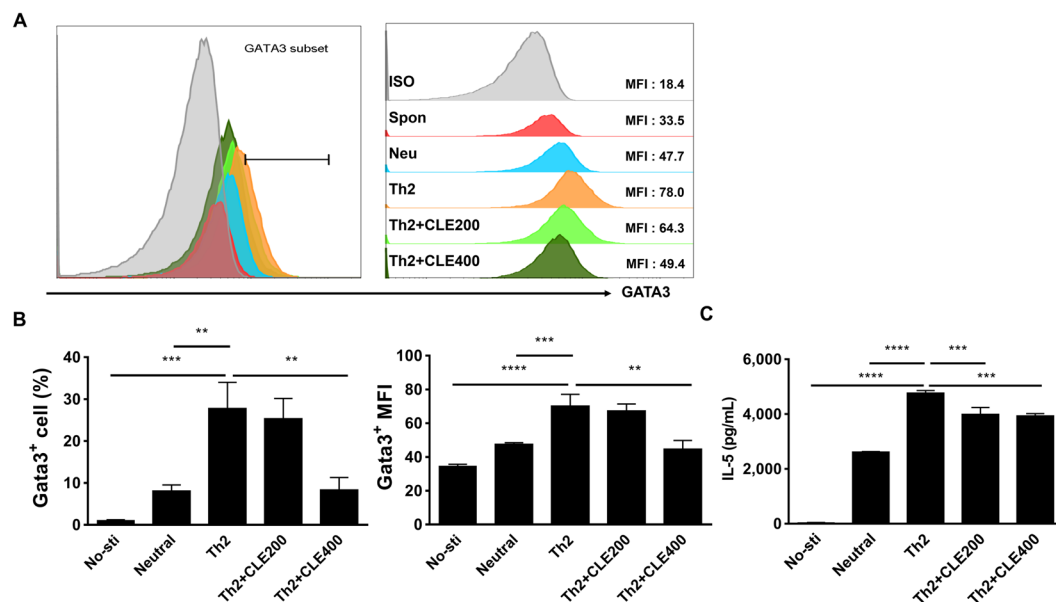 A
GATA3 subset
ISO
MFI : 18.4
Spon
MFI : 33.5
Neu
MFI : 47.7
Th2
MFI : 78.0
Th2+CLE200
MFI : 64.3
Th2+CLE400
MFI : 49.4
GATA3
B
Gata3+ cell (%)
40
30
20
10
0
**
***
**
No-sti
Neutral
Th2
Th2+CLE200
Th2+CLE400
Gata3+ MFI
100
80
60
40
20
0
***
****
**
No-sti
Neutral
Th2
Th2+CLE200
Th2+CLE400
C
IL-5 (pg/mL)
6,000
4,000
2,000
0
**** ***
**** ***
No-sti
Neutral
Th2
Th2+CLE200
Th2+CLE400